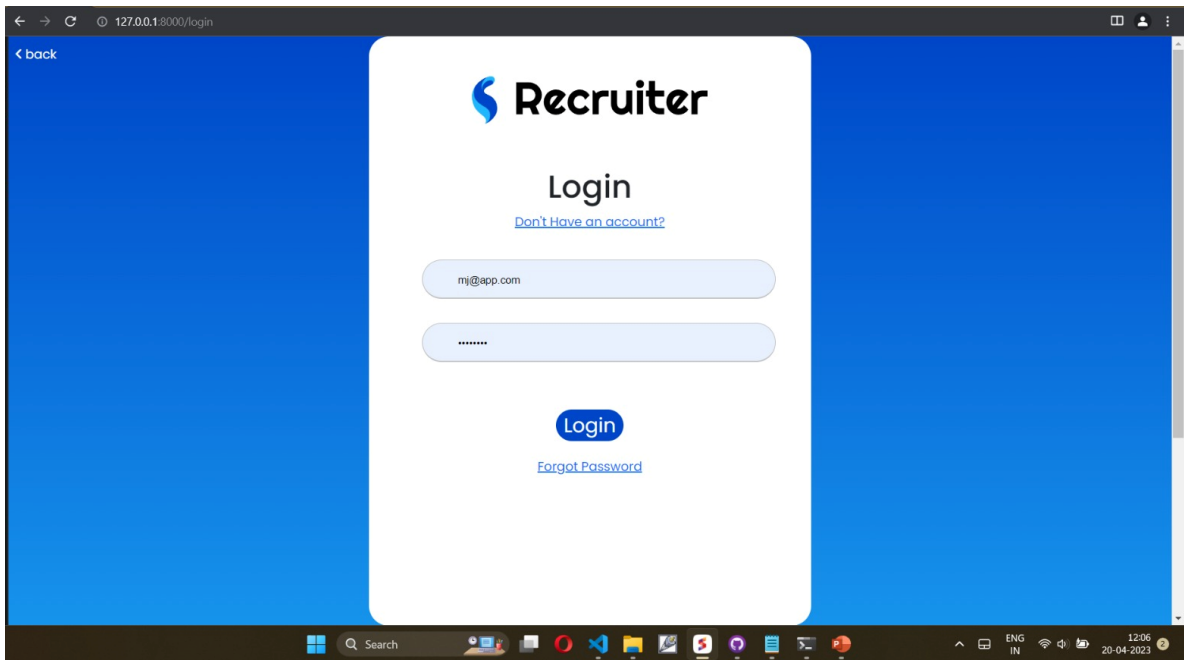 127.0.0.1:8000/login
back
Recruiter
Login
Don't Have an account?
mj@app.com
••••••••
Login
Forgot Password
Search
ENG
IN
12:06
20-04-2023
2